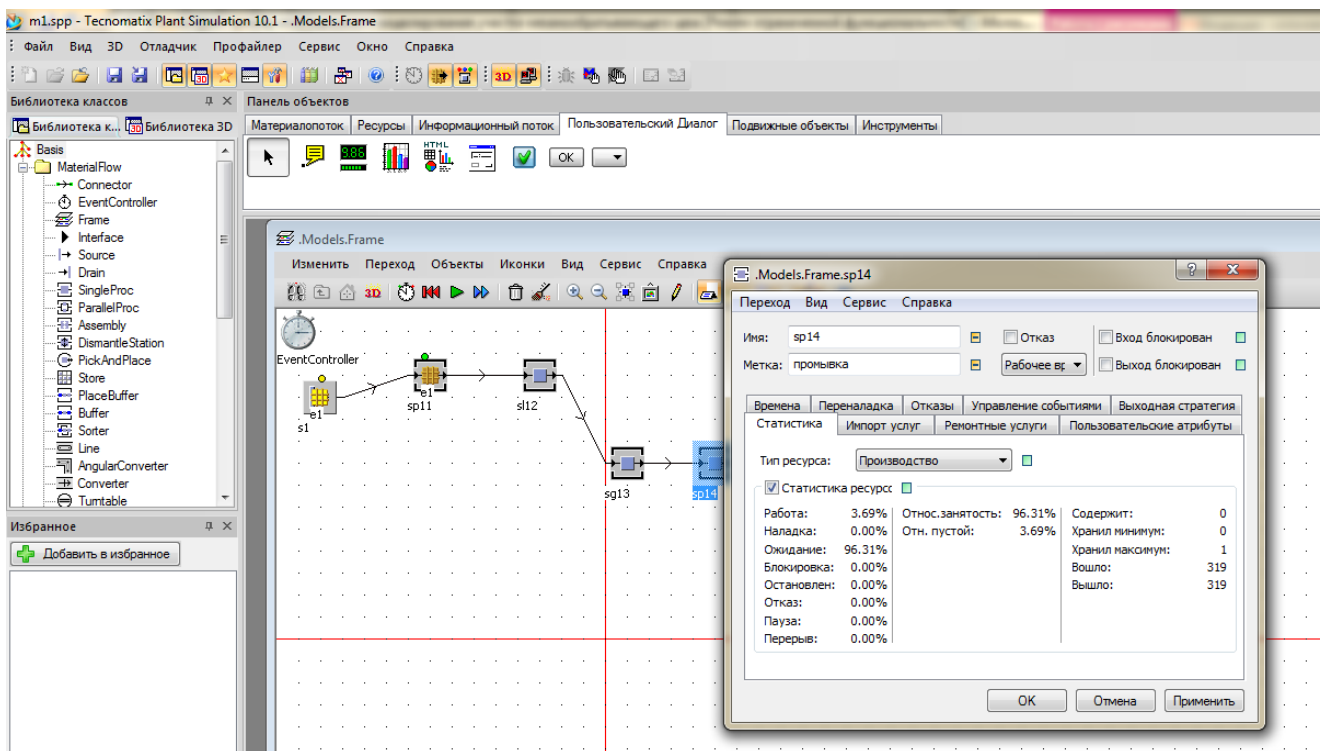 m1.spp - Tecnomatix Plant Simulation 10.1 - .Models.Frame
Файл Вид 3D Отладчик Профайлер Сервис Окно Справка
3D
Библиотека классов
Библиотека к... Библиотека 3D
Basis
MaterialFlow
Connector
EventController
Frame
Interface
Source
Drain
SingleProc
ParallelProc
Assembly
DismantleStation
PickAndPlace
Store
PlaceBuffer
Buffer
Sorter
Line
AngularConverter
Converter
Turntable
Избранное
Добавить в избранное
Панель объектов
Материалопоток Ресурсы Информационный поток Пользовательский Диалог Подвижные объекты Инструменты
9.86 HTML OK
.Models.Frame
Изменить Переход Объекты Иконки Вид Сервис Справка
3D
EventController
e1
s1
e1
sp11
sl12
sg13
sp14
.Models.Frame.sp14
Переход Вид Сервис Справка
Имя: sp14 Отказ Вход блокирован
Метка: промывка Рабочее вр Выход блокирован
Времена Переналадка Отказы Управление событиями Выходная стратегия
Статистика Импорт услуг Ремонтные услуги Пользовательские атрибуты
Тип ресурса: Производство
Статистика ресурсс
Работа: 3.69% Относ.занятость: 96.31% Содержит: 0
Наладка: 0.00% Отн. пустой: 3.69% Хранил минимум: 0
Ожидание: 96.31% Хранил максимум: 1
Блокировка: 0.00% Вошло: 319
Остановлен: 0.00% Вышло: 319
Отказ: 0.00%
Пауза: 0.00%
Перерыв: 0.00%
OK Отмена Применить